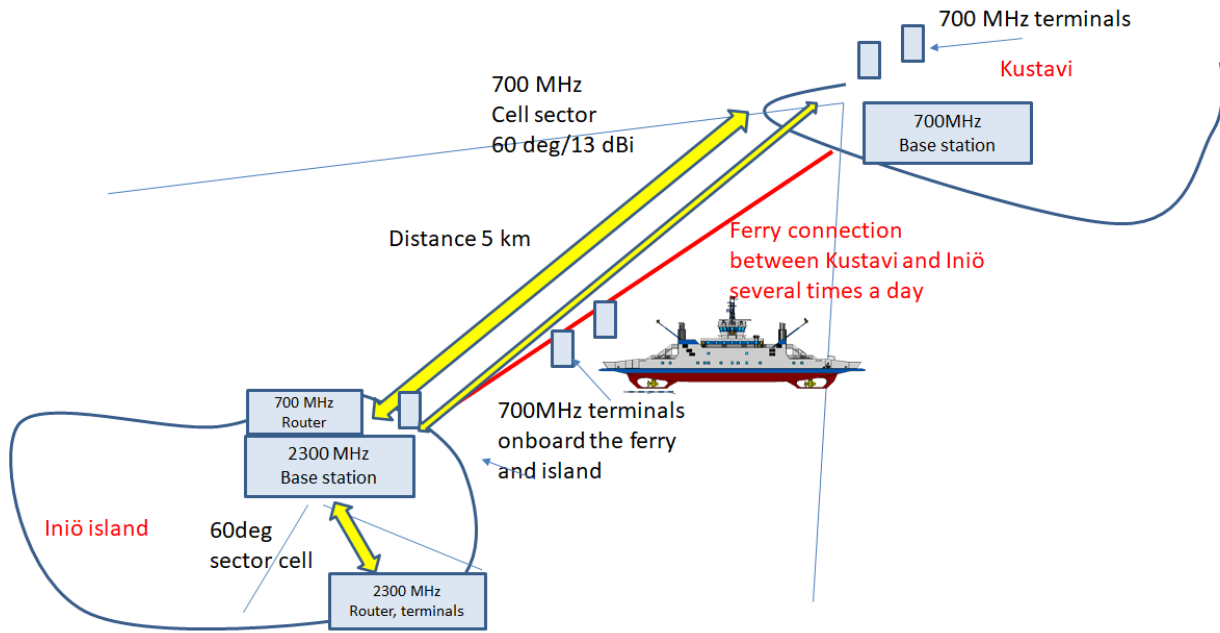 700 MHz terminals
Kustavi
700 MHz
Cell sector
60 deg/13 dBi
700MHz
Base station
Distance 5 km
Ferry connection
between Kustavi and Iniö
several times a day
700 MHz
Router
2300 MHz
Base station
700MHz terminals
onboard the ferry
and island
Iniö island
60deg
sector cell
2300 MHz
Router, terminals